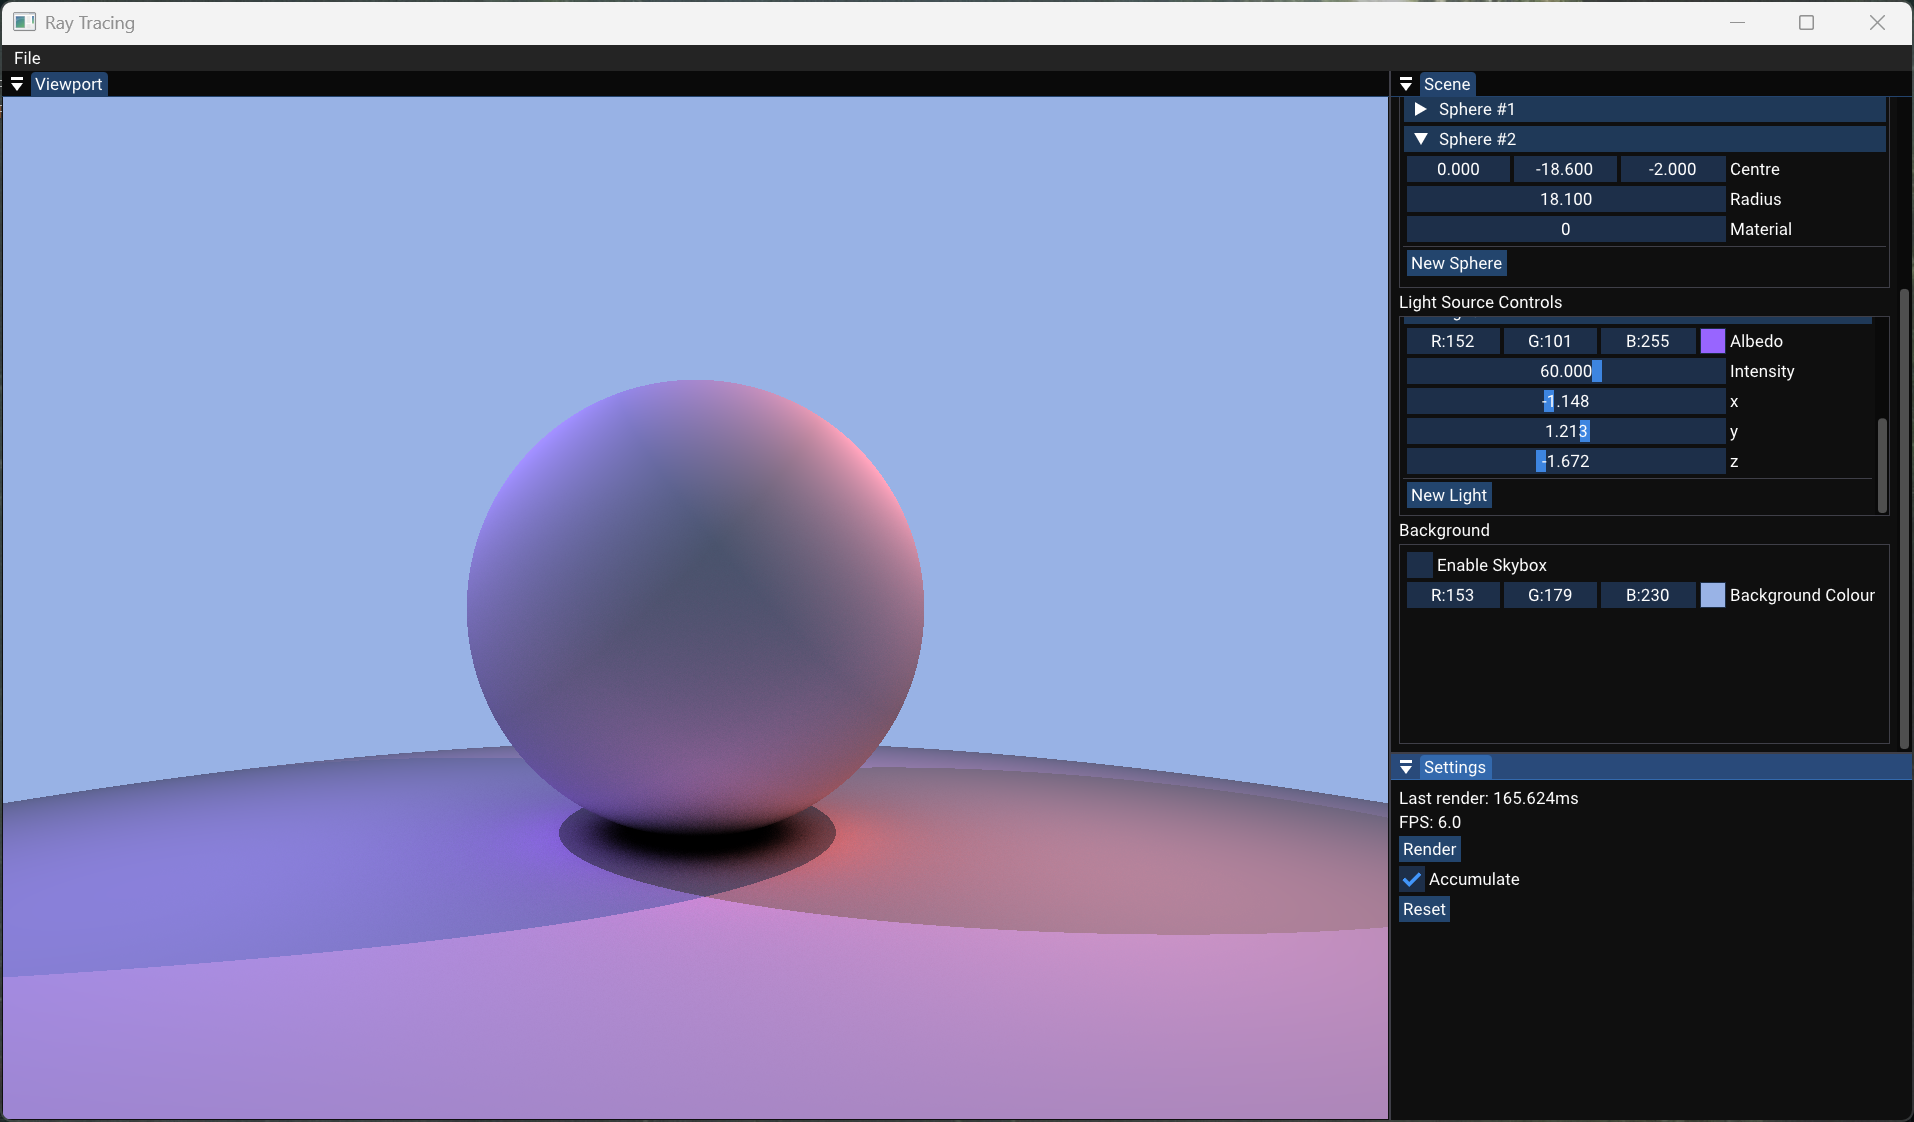 Ray Tracing
File
Viewport
Scene
Sphere #1
Sphere #2
0.000 -18.600 -2.000 Centre
18.100 Radius
0 Material
New Sphere
Light Source Controls
R:152 G:101 B:255 Albedo
60.000 Intensity
-1.148 x
1.213 y
-1.672 z
New Light
Background
Enable Skybox
R:153 G:179 B:230 Background Colour
Settings
Last render: 165.624ms
FPS: 6.0
Render
Accumulate
Reset